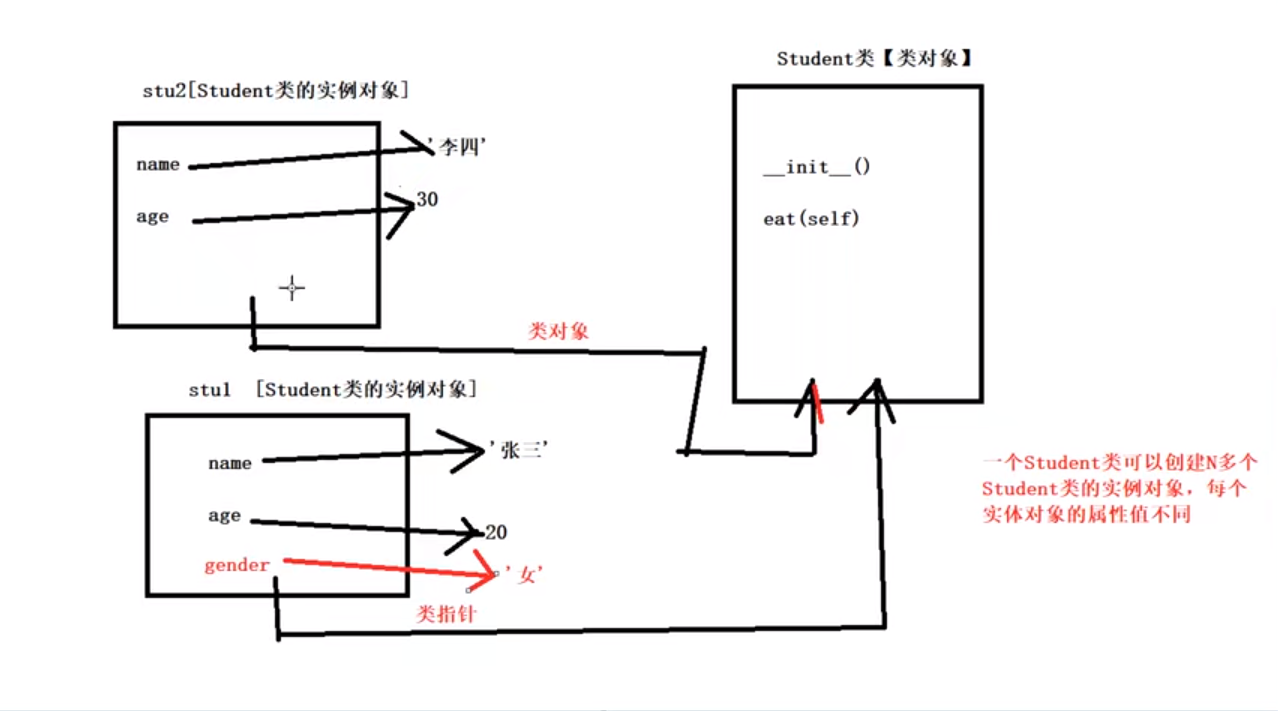 Student类【类对象】
stu2[Student类的实例对象]
name
'李四'
age
30
__init__()
eat(self)
类对象
stu1 [Student类的实例对象]
name
'张三'
age
20
gender
'女'
类指针
一个Student类可以创建N多个
Student类的实例对象，每个
实体对象的属性值不同